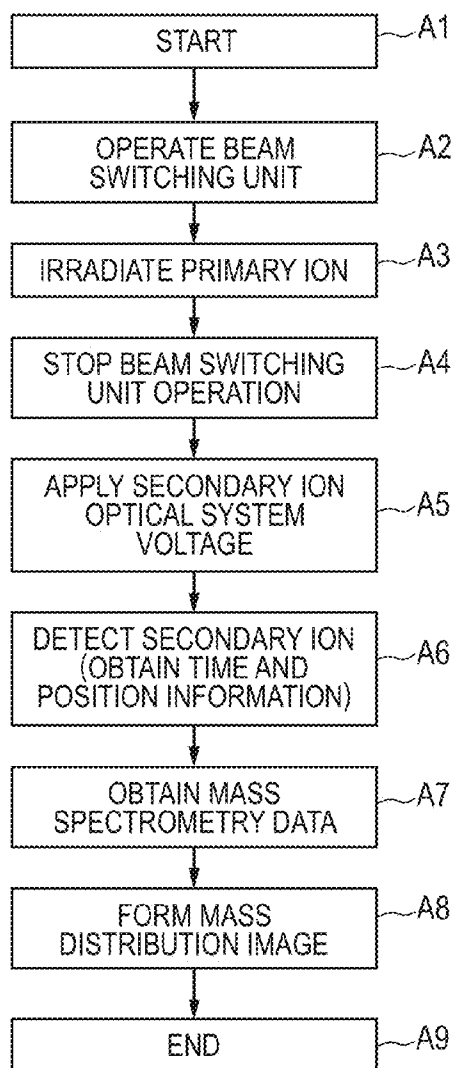 START
A1
OPERATE BEAM
SWITCHING UNIT
A2
IRRADIATE PRIMARY ION
A3
STOP BEAM SWITCHING
UNIT OPERATION
A4
APPLY SECONDARY ION
OPTICAL SYSTEM
VOLTAGE
A5
DETECT SECONDARY ION
(OBTAIN TIME AND
POSITION INFORMATION)
A6
OBTAIN MASS
SPECTROMETRY DATA
A7
FORM MASS
DISTRIBUTION IMAGE
A8
END
A9